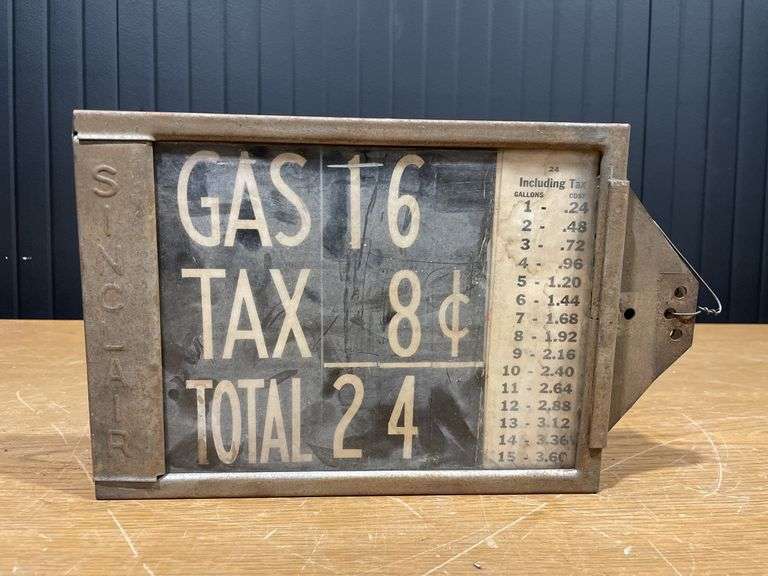 SINCLAIR
GAS 16
TAX 8¢
TOTAL 24
24
Including Tax
GALLONS COST
1 - .24
2 - .48
3 - .72
4 - .96
5 - 1.20
6 - 1.44
7 - 1.68
8 - 1.92
9 - 2.16
10 - 2.40
11 - 2.64
12 - 2.88
13 - 3.12
14 - 3.36
15 - 3.60